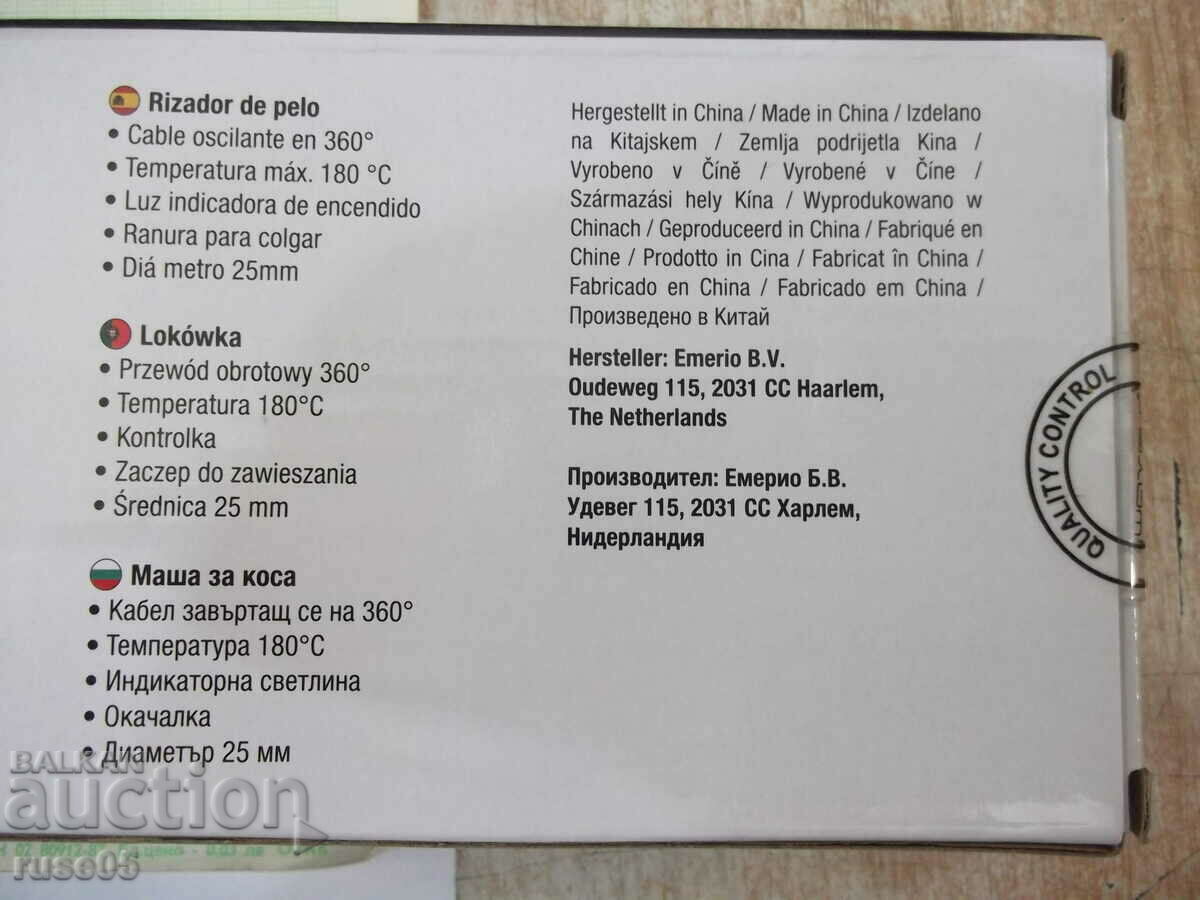 Rizador de pelo
• Cable oscilante en 360°
• Temperatura máx. 180 °C
• Luz indicadora de encendido
• Ranura para colgar
• Diá metro 25mm
Lokówka
• Przewód obrotowy 360°
• Temperatura 180°C
• Kontrolka
• Zaczep do zawieszania
• Średnica 25 mm
Маша за коса
• Кабел завъртащ се на 360°
• Температура 180°C
• Индикаторна светлина
• Окачалка
• Диаметър 25 мм
Hergestellt in China / Made in China / Izdelano
na Kitajskem / Zemlja podrijetla Kina /
Vyrobeno v Číně / Vyrobené v Číne /
Származási hely Kína / Wyprodukowano w
Chinach / Geproduceerd in China / Fabriqué en
Chine / Prodotto in Cina / Fabricat în China /
Fabricado en China / Fabricado em China /
Произведено в Китай
Hersteller: Emerio B.V.
Oudeweg 115, 2031 CC Haarlem,
The Netherlands
Производител: Емерио Б.В.
Удевег 115, 2031 CC Харлем,
Нидерландия
QUALITY CONTROL
BALKAN
auction
ruse05